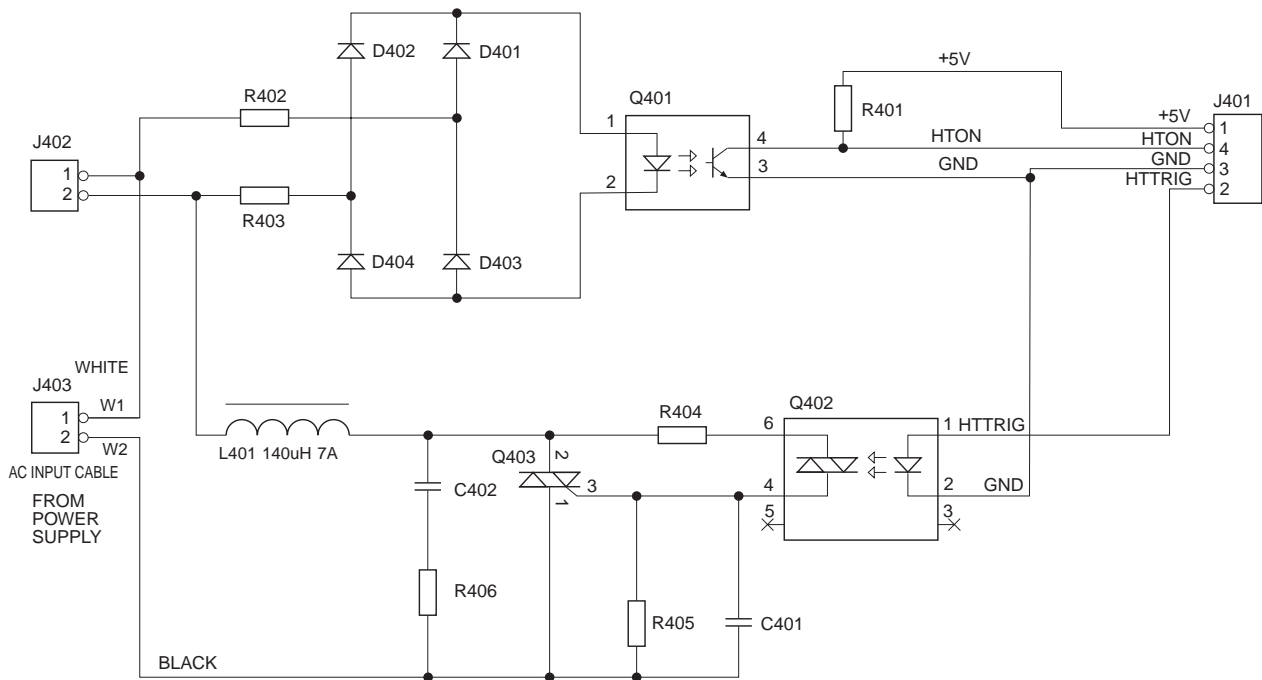 D402
D401
+5V
Q401
R401
J401
R402
1
4
HTON
+5V
1
HTON
4
J402
3
GND
GND
3
1
2
HTTRIG
2
2
R403
D404
D403
WHITE
J403
1
W1
2
W2
AC INPUT CABLE
FROM
POWER
SUPPLY
L401 140uH 7A
R404
Q402
6
1
HTTRIG
Q403
2
C402
3
4
2
GND
1
5
3
R406
R405
C401
BLACK